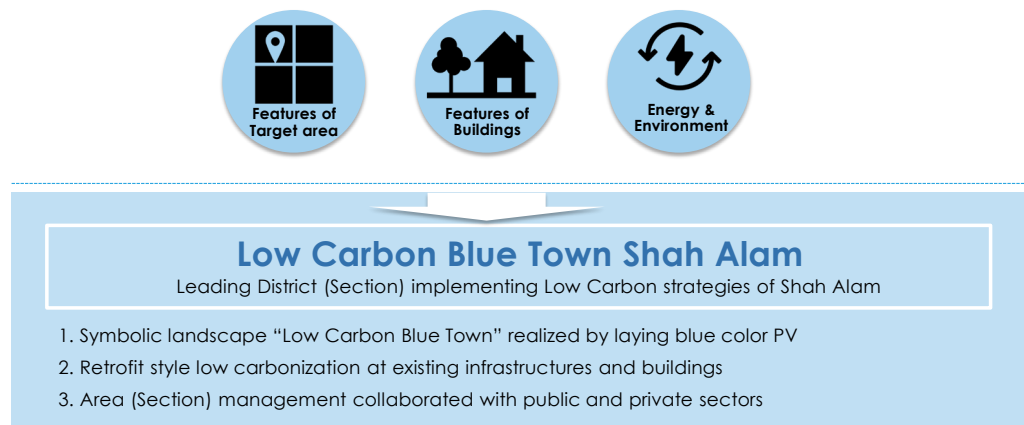 Features of
Target area
Features of
Buildings
Energy &
Environment
Low Carbon Blue Town Shah Alam
Leading District (Section) implementing Low Carbon strategies of Shah Alam
1. Symbolic landscape “Low Carbon Blue Town” realized by laying blue color PV
2. Retrofit style low carbonization at existing infrastructures and buildings
3. Area (Section) management collaborated with public and private sectors